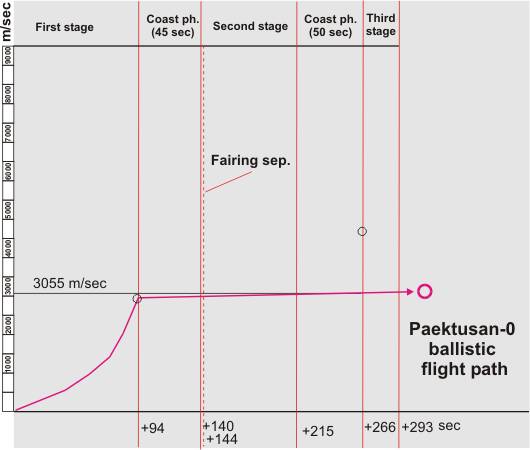 m/sec
First stage
Coast ph.
(45 sec)
Second stage
Coast ph.
(50 sec)
Third
stage
9000
8000
7000
6000
5000
4000
3000
2000
1000
Fairing sep.
3055 m/sec
Paektusan-0
ballistic
flight path
+94
+140
+144
+215
+266
+293 sec